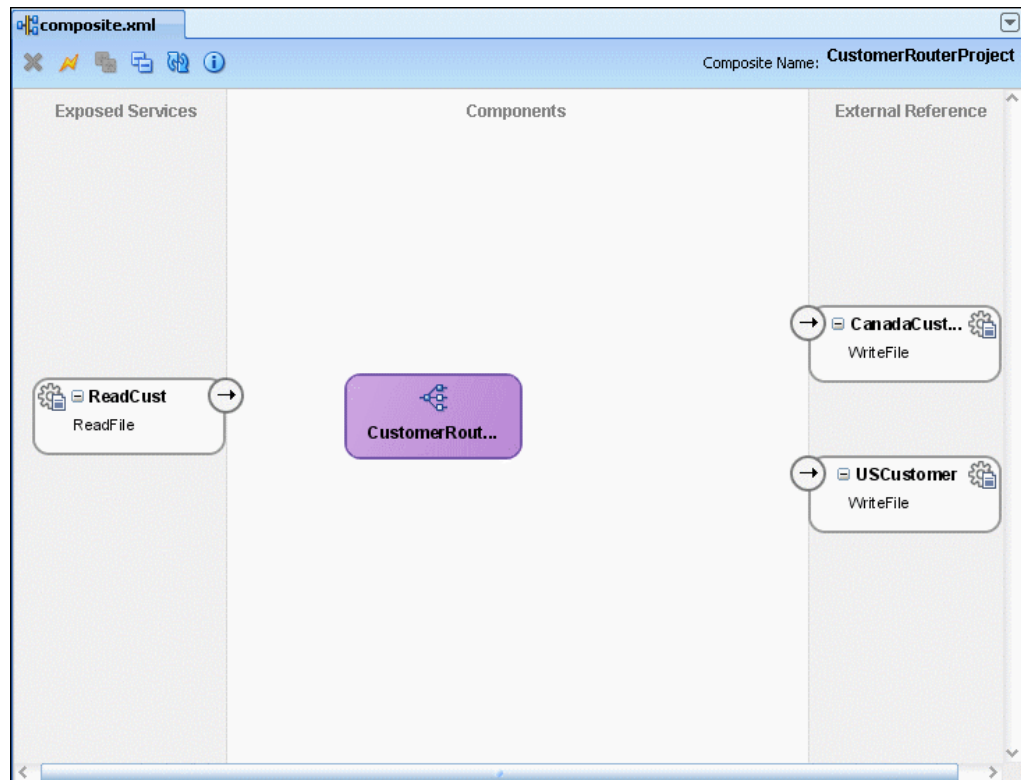 composite.xml
Composite Name: CustomerRouterProject
Exposed Services
Components
External Reference
CanadaCust...
WriteFile
ReadCust
ReadFile
CustomerRout...
USCustomer
WriteFile